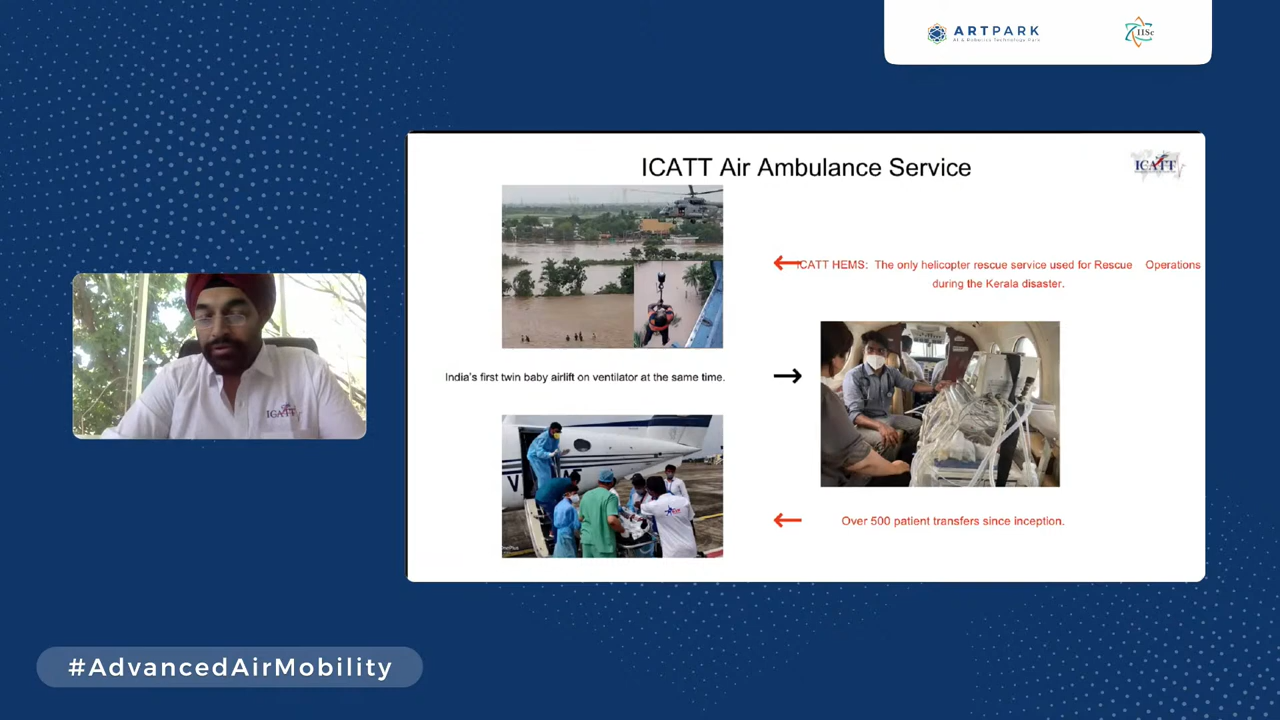 ARTPARK
AI & Robotics Technology Park
IISc
ICATT Air Ambulance Service
ICATT
ICATT HEMS: The only helicopter rescue service used for Rescue Operations
during the Kerala disaster.
India's first twin baby airlift on ventilator at the same time.
ICATT
Over 500 patient transfers since inception.
#AdvancedAirMobility